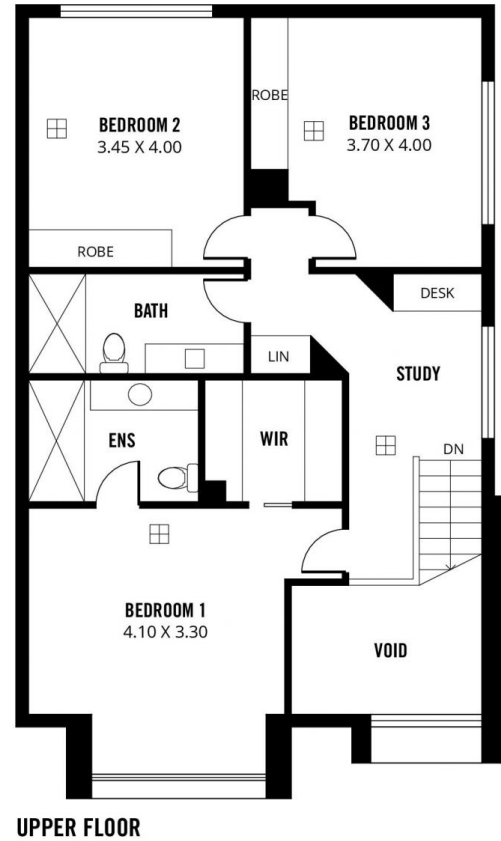 ROBE
BEDROOM 2
3.45 X 4.00
BEDROOM 3
3.70 X 4.00
ROBE
BATH
DESK
LIN
STUDY
ENS
WIR
DN
BEDROOM 1
4.10 X 3.30
VOID
UPPER FLOOR